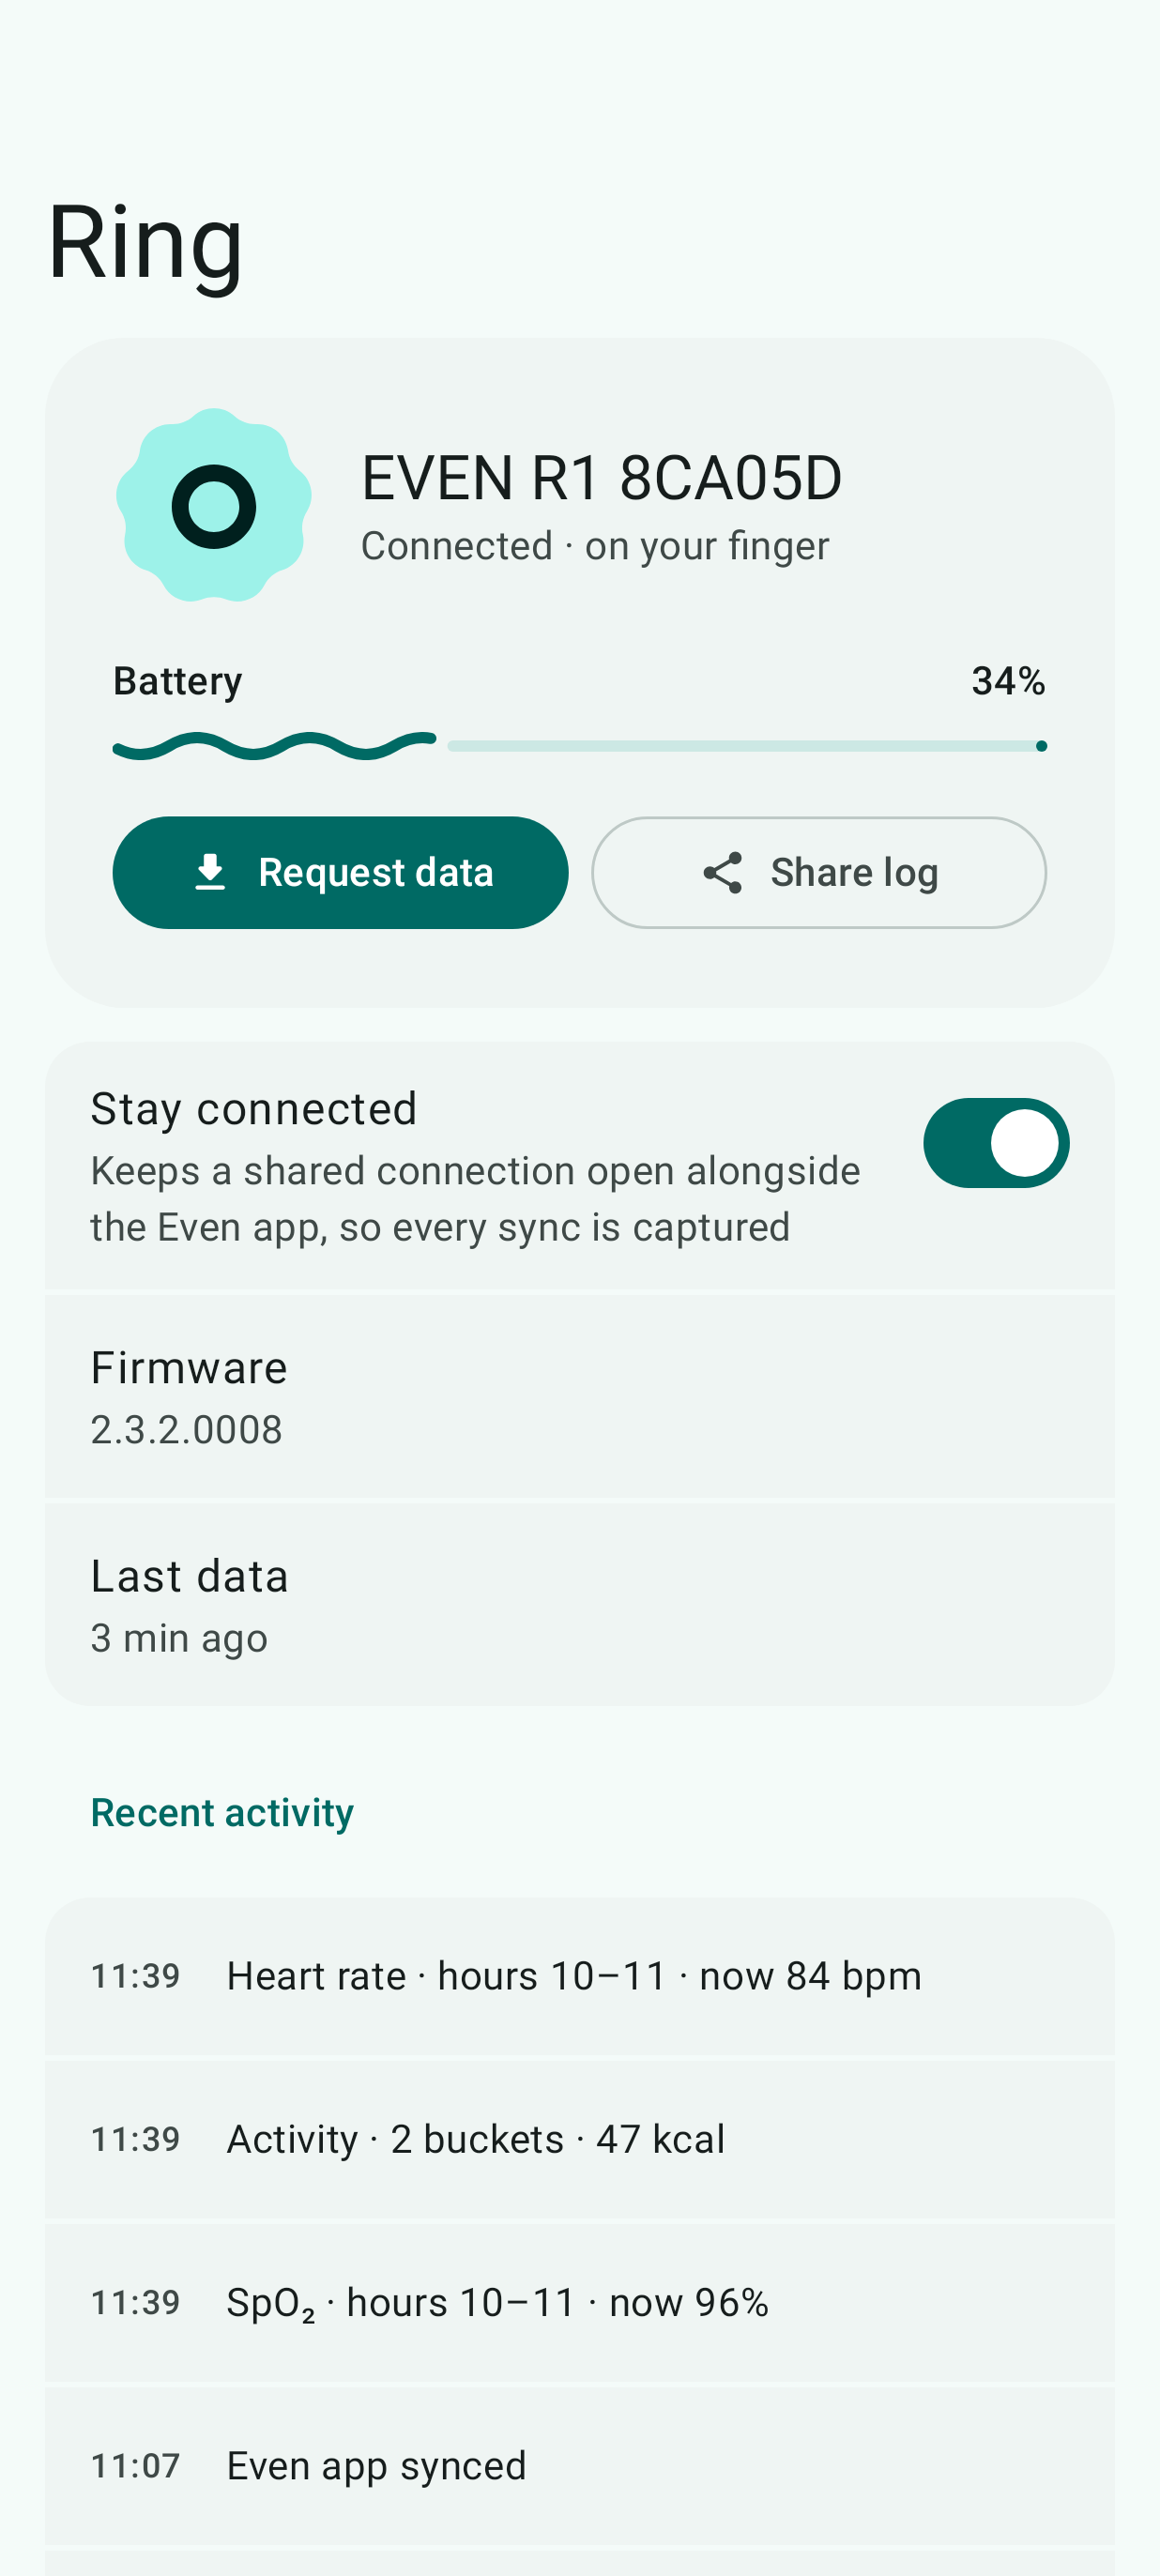 Ring
EVEN R1 8CA05D
Connected · on your finger
Battery
34%
Request data
Share log
Stay connected
Keeps a shared connection open alongside
the Even app, so every sync is captured
Firmware
2.3.2.0008
Last data
3 min ago
Recent activity
11:39 Heart rate · hours 10–11 · now 84 bpm
11:39 Activity · 2 buckets · 47 kcal
11:39 SpO₂ · hours 10–11 · now 96%
11:07 Even app synced